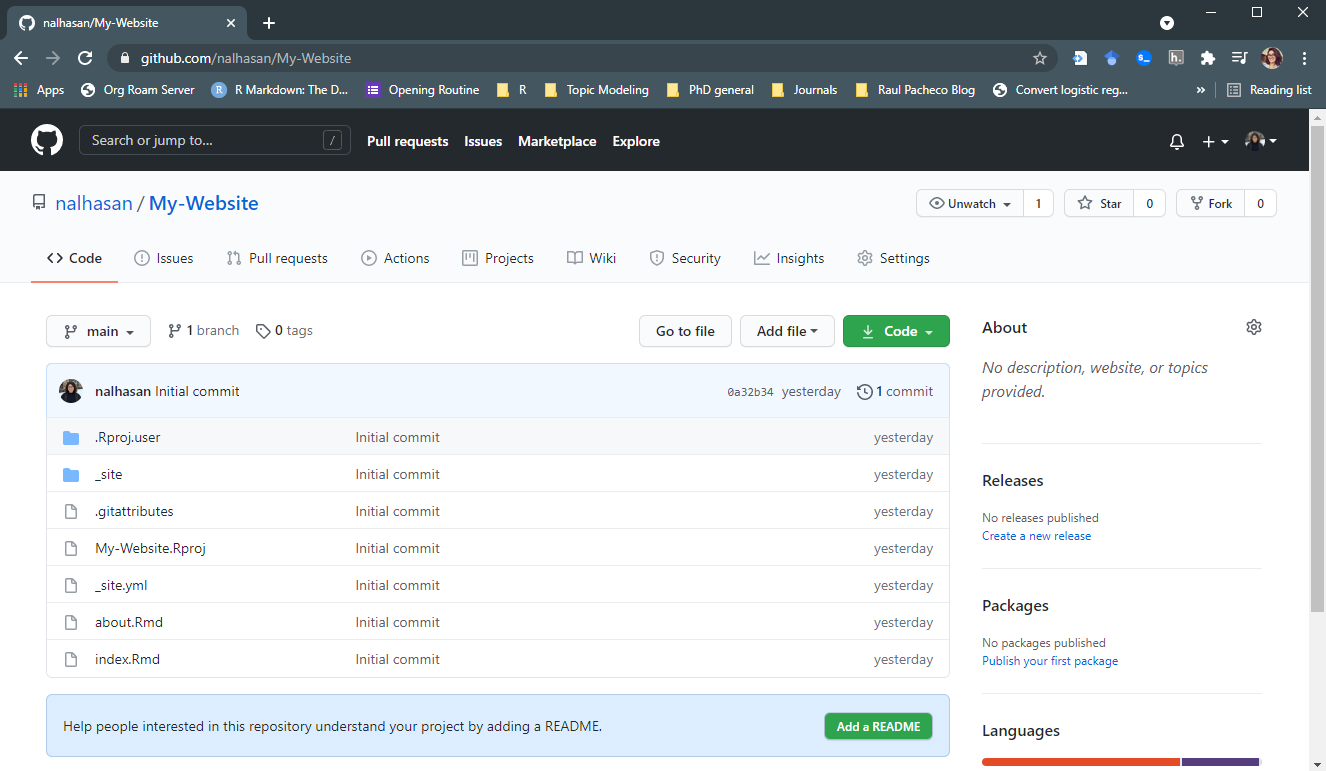 nalhasan/My-Website
github.com/nalhasan/My-Website
Apps Org Roam Server R Markdown: The D... Opening Routine R Topic Modeling PhD general Journals Raul Pacheco Blog Convert logistic reg... » Reading list
Search or jump to... / Pull requests Issues Marketplace Explore
nalhasan / My-Website Unwatch 1 Star 0 Fork 0
Code Issues Pull requests Actions Projects Wiki Security Insights Settings
main 1 branch 0 tags Go to file Add file Code
nalhasan Initial commit 0a32b34 yesterday 1 commit
.Rproj.user Initial commit yesterday
_site Initial commit yesterday
.gitattributes Initial commit yesterday
My-Website.Rproj Initial commit yesterday
_site.yml Initial commit yesterday
about.Rmd Initial commit yesterday
index.Rmd Initial commit yesterday
Help people interested in this repository understand your project by adding a README. Add a README
About
No description, website, or topics
provided.
Releases
No releases published
Create a new release
Packages
No packages published
Publish your first package
Languages